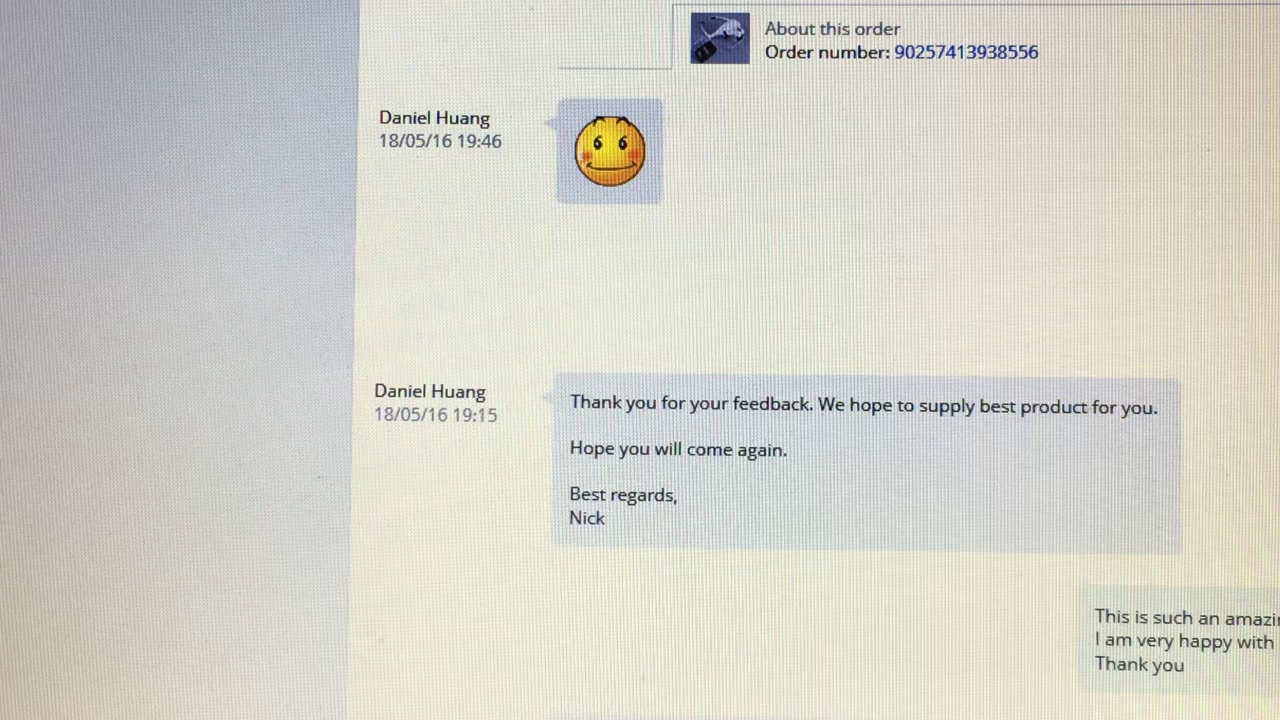 About this order
Order number: 90257413938556
Daniel Huang
18/05/16 19:46
Daniel Huang
18/05/16 19:15
Thank you for your feedback. We hope to supply best product for you.
Hope you will come again.
Best regards,
Nick
This is such an
I am very happy with
Thank you